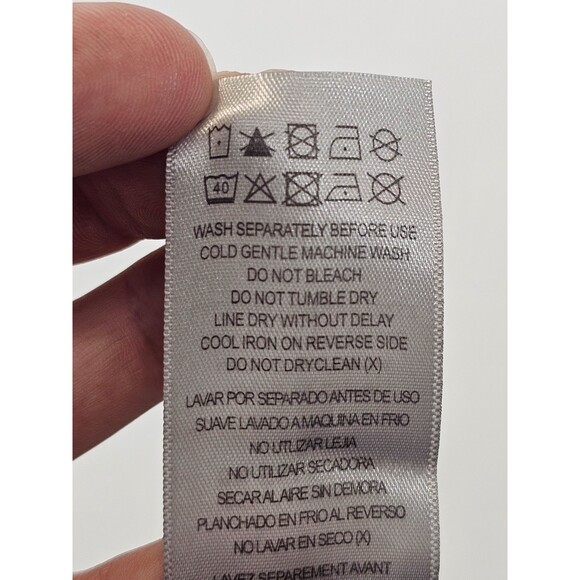 40
WASH SEPARATELY BEFORE USE
COLD GENTLE MACHINE WASH
DO NOT BLEACH
DO NOT TUMBLE DRY
LINE DRY WITHOUT DELAY
COOL IRON ON REVERSE SIDE
DO NOT DRYCLEAN (X)
LAVAR POR SEPARADO ANTES DE USO
SUAVE LAVADO A MAQUINA EN FRIO
NO UTILIZAR LEJIA
NO UTILIZAR SECADORA
SECAR AL AIRE SIN DEMORA
PLANCHADO EN FRIO AL REVERSO
NO LAVAR EN SECO (X)
LAVEZ SEPAREMENT AVANT